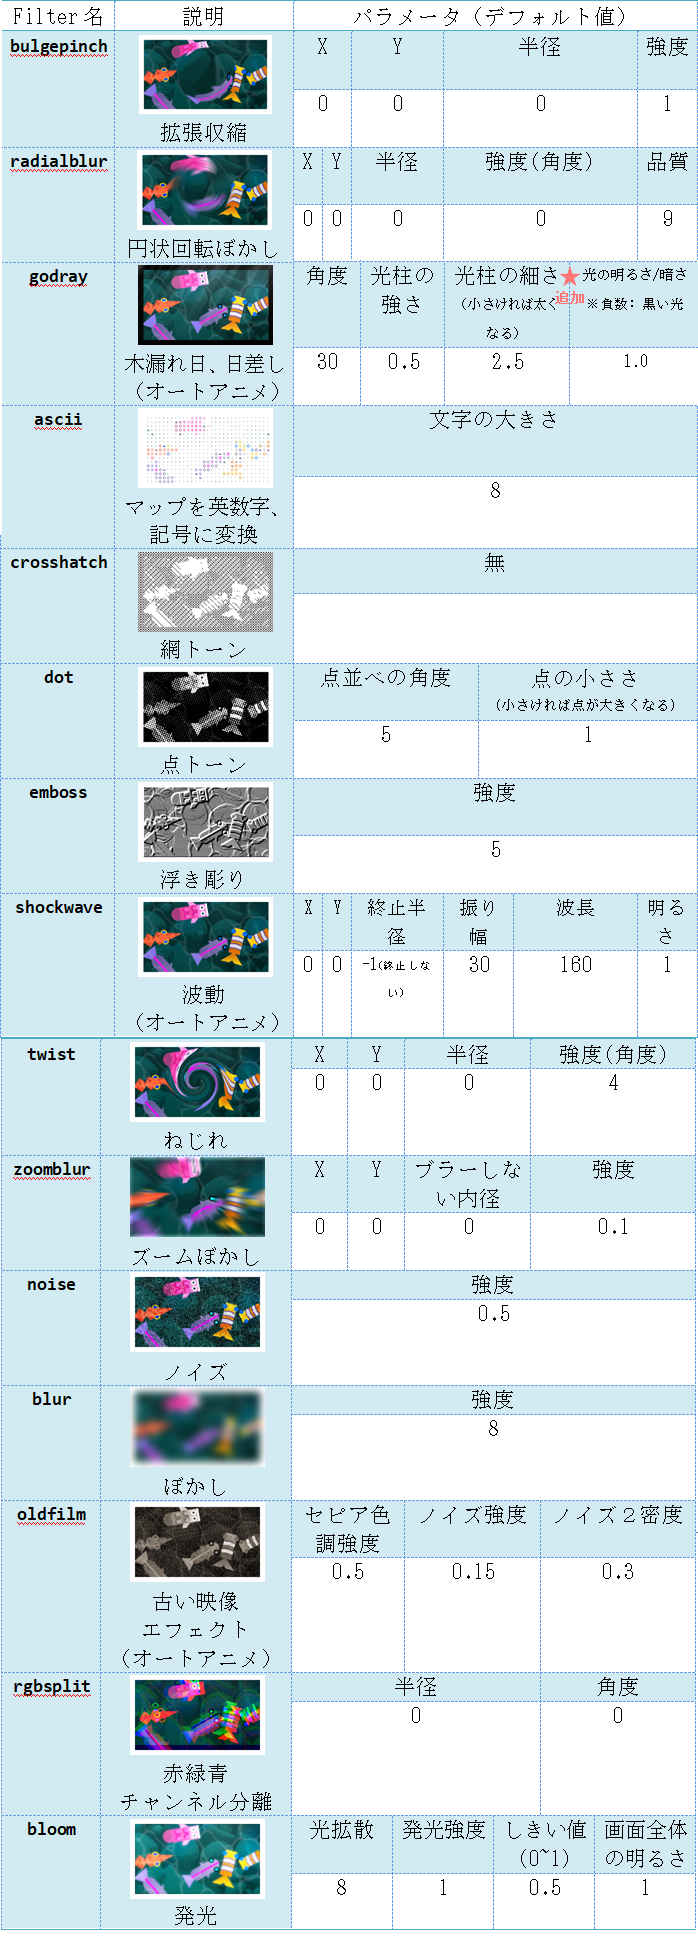 Filter名 説明 パラメータ（デフォルト値）
bulgepinch
拡張収縮
X Y 半径 強度
0 0 0 1
radialblur
円状回転ぼかし
X Y 半径 強度(角度) 品質
0 0 0 0 9
godray
木漏れ日、日差し
（オートアニメ）
角度 光柱の強さ 光柱の細さ ★追加 光の明るさ/暗さ
（小さければ太くなる） ※負数：黒い光
30 0.5 2.5 1.0
ascii
マップを英数字、
記号に変換
文字の大きさ
8
crosshatch
網トーン
無
dot
点トーン
点並べの角度 点の小ささ
（小さければ点が大きくなる）
5 1
emboss
浮き彫り
強度
5
shockwave
波動
（オートアニメ）
X Y 終止半径 振り幅 波長 明るさ
0 0 -1(終止しない) 30 160 1
twist
ねじれ
X Y 半径 強度(角度)
0 0 0 4
zoomblur
ズームぼかし
X Y ブラーしない内径 強度
0 0 0 0.1
noise
ノイズ
強度
0.5
blur
ぼかし
強度
8
oldfilm
古い映像
エフェクト
（オートアニメ）
セピア色調強度 ノイズ強度 ノイズ２密度
0.5 0.15 0.3
rgbsplit
赤緑青
チャンネル分離
半径 角度
0 0
bloom
発光
光拡散 発光強度 しきい値(0~1) 画面全体の明るさ
8 1 0.5 1